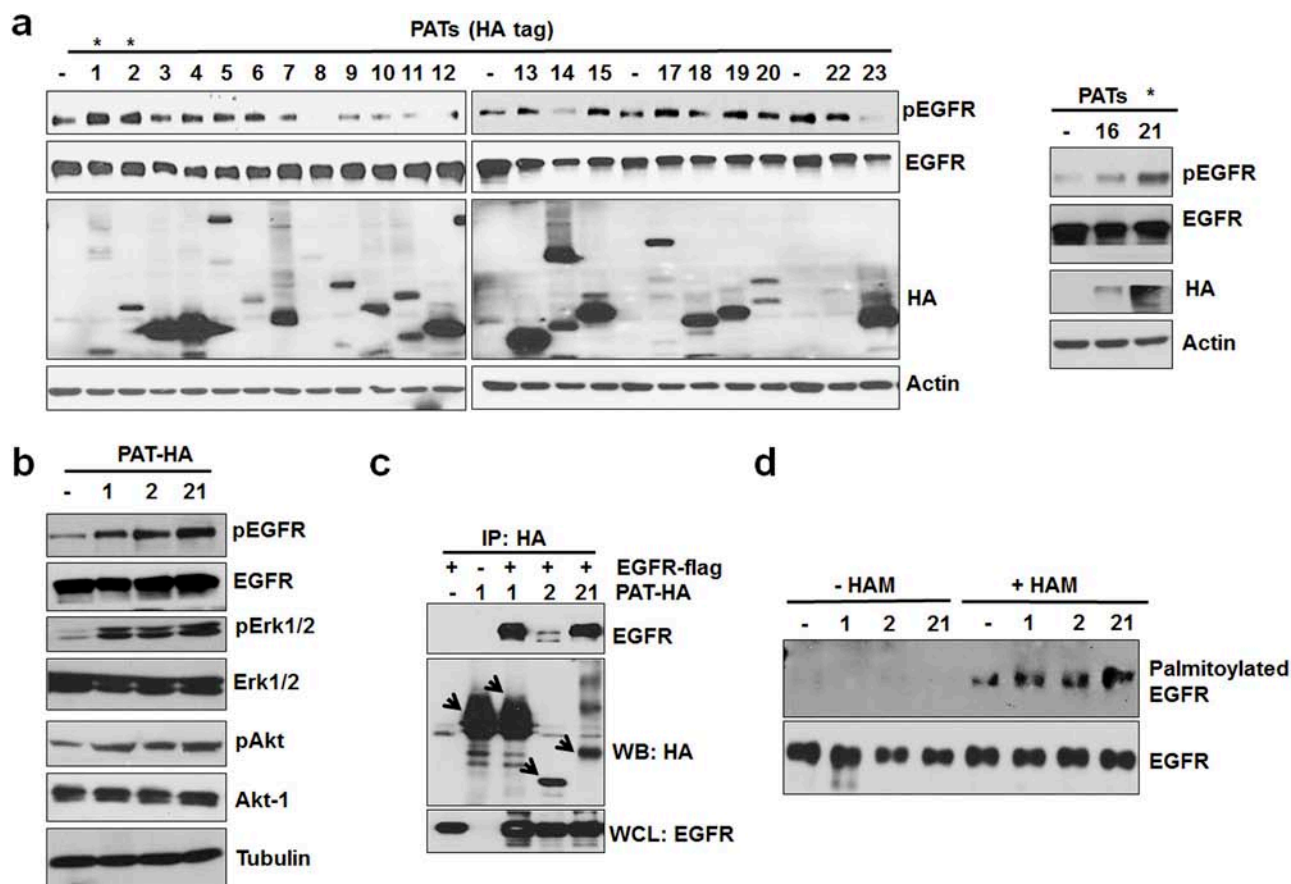 a
PATs (HA tag)
* *
- 1 2 3 4 5 6 7 8 9 10 11 12 - 13 14 15 - 17 18 19 20 - 22 23
pEGFR
EGFR
HA
Actin
PATs *
- 16 21
pEGFR
EGFR
HA
Actin
b
PAT-HA
- 1 2 21
pEGFR
EGFR
pErk1/2
Erk1/2
pAkt
Akt-1
Tubulin
c
IP: HA
+ - + + + EGFR-flag
- 1 1 2 21 PAT-HA
EGFR
WB: HA
WCL: EGFR
d
- HAM + HAM
- 1 2 21 - 1 2 21
Palmitoylated
EGFR
EGFR